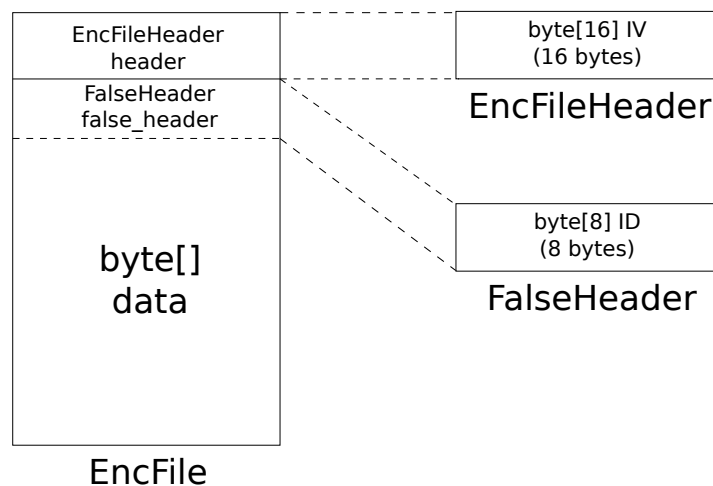 EncFileHeader
header
FalseHeader
false_header
byte[]
data
EncFile
byte[16] IV
(16 bytes)
EncFileHeader
byte[8] ID
(8 bytes)
FalseHeader